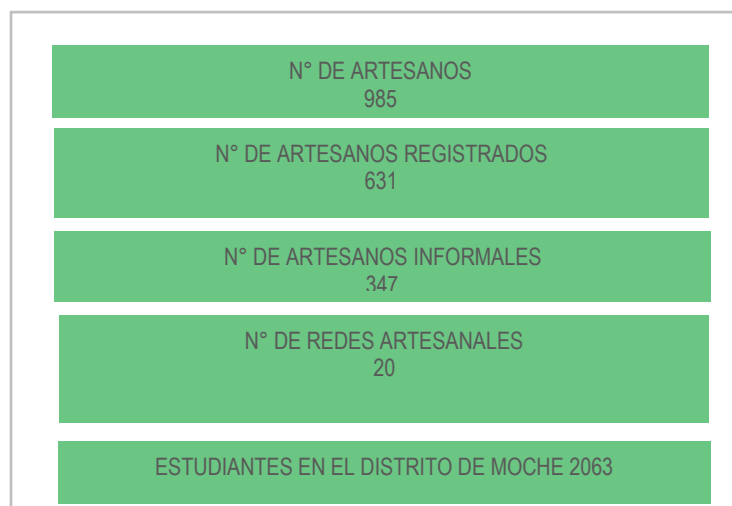 N° DE ARTESANOS
985
N° DE ARTESANOS REGISTRADOS
631
N° DE ARTESANOS INFORMALES
347
N° DE REDES ARTESANALES
20
ESTUDIANTES EN EL DISTRITO DE MOCHE 2063